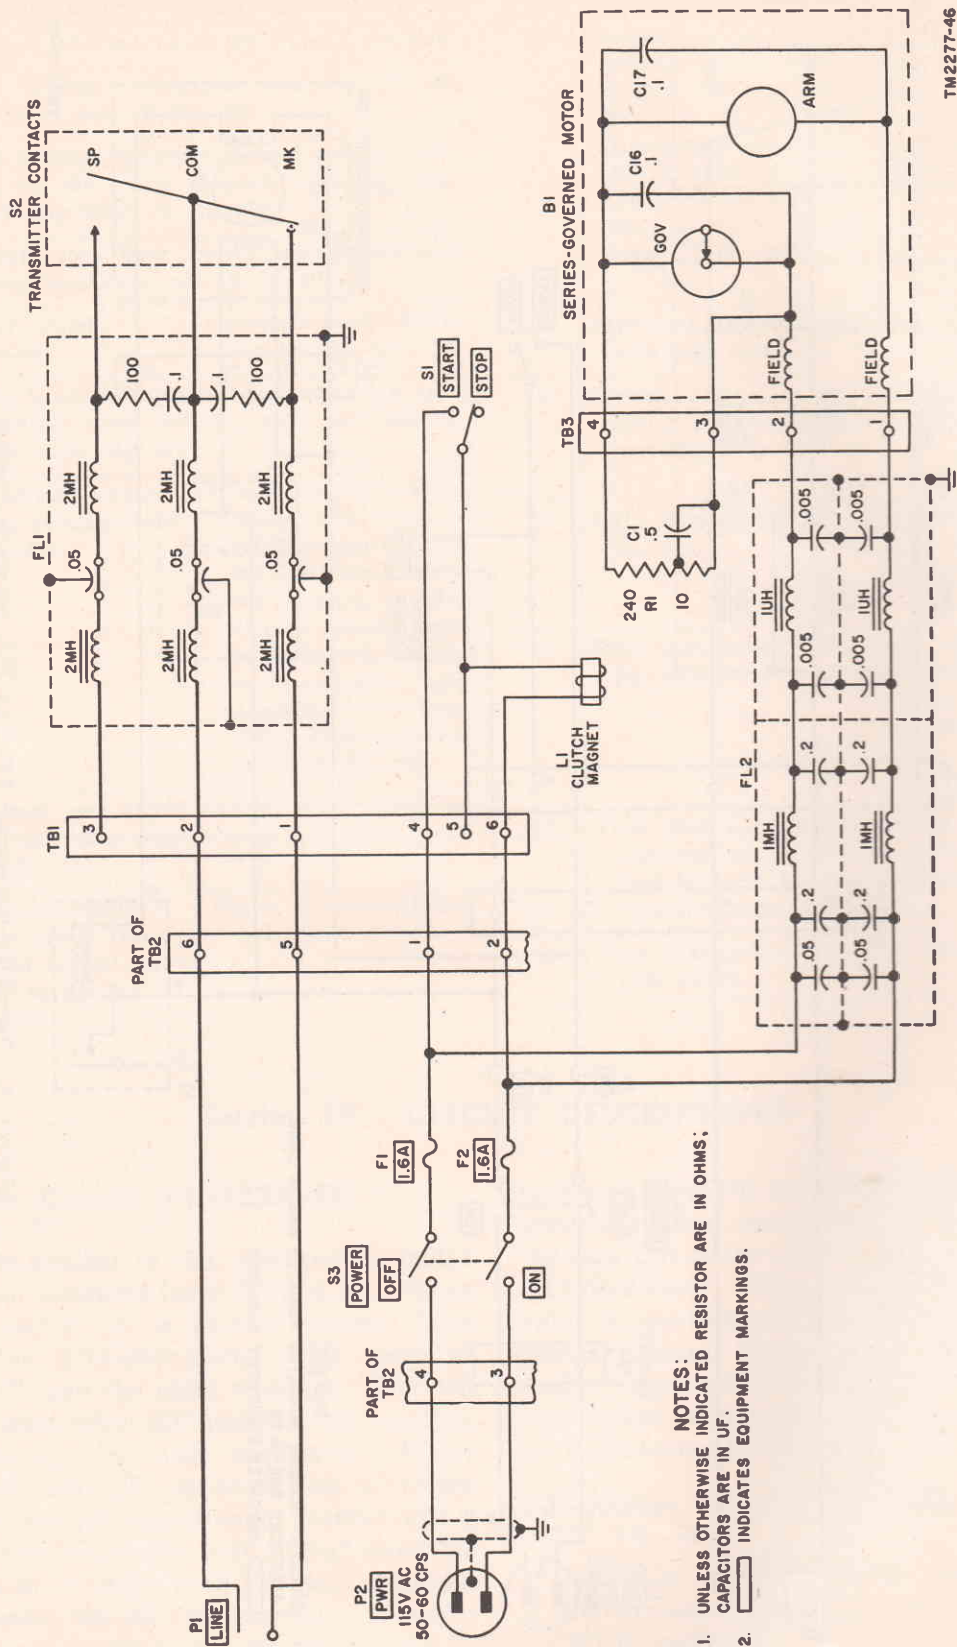 TM2277-46
S2
TRANSMITTER CONTACTS
SP
COM
MK
FL1
2MH
.05
2MH
100
.1
2MH
.05
2MH
.1
100
2MH
.05
2MH
TB1
3
2
1
4
5
6
PART OF
TB2
6
5
1
2
S1
START
STOP
L1
CLUTCH
MAGNET
B1
SERIES-GOVERNED MOTOR
C17
.1
ARM
C16
.1
GOV
FIELD
FIELD
TB3
4
3
2
1
240
R1
10
C1
.5
FL2
.05
.2
1MH
.2
.005
1UH
.005
.05
.2
1MH
.2
.005
1UH
.005
F1
1.6A
F2
1.6A
S3
POWER
OFF
ON
PART OF
TB2
4
3
P1
LINE
P2
PWR
115V AC
50-60 CPS
NOTES:
1. UNLESS OTHERWISE INDICATED RESISTOR ARE IN OHMS;
CAPACITORS ARE IN UF.
2. INDICATES EQUIPMENT MARKINGS.